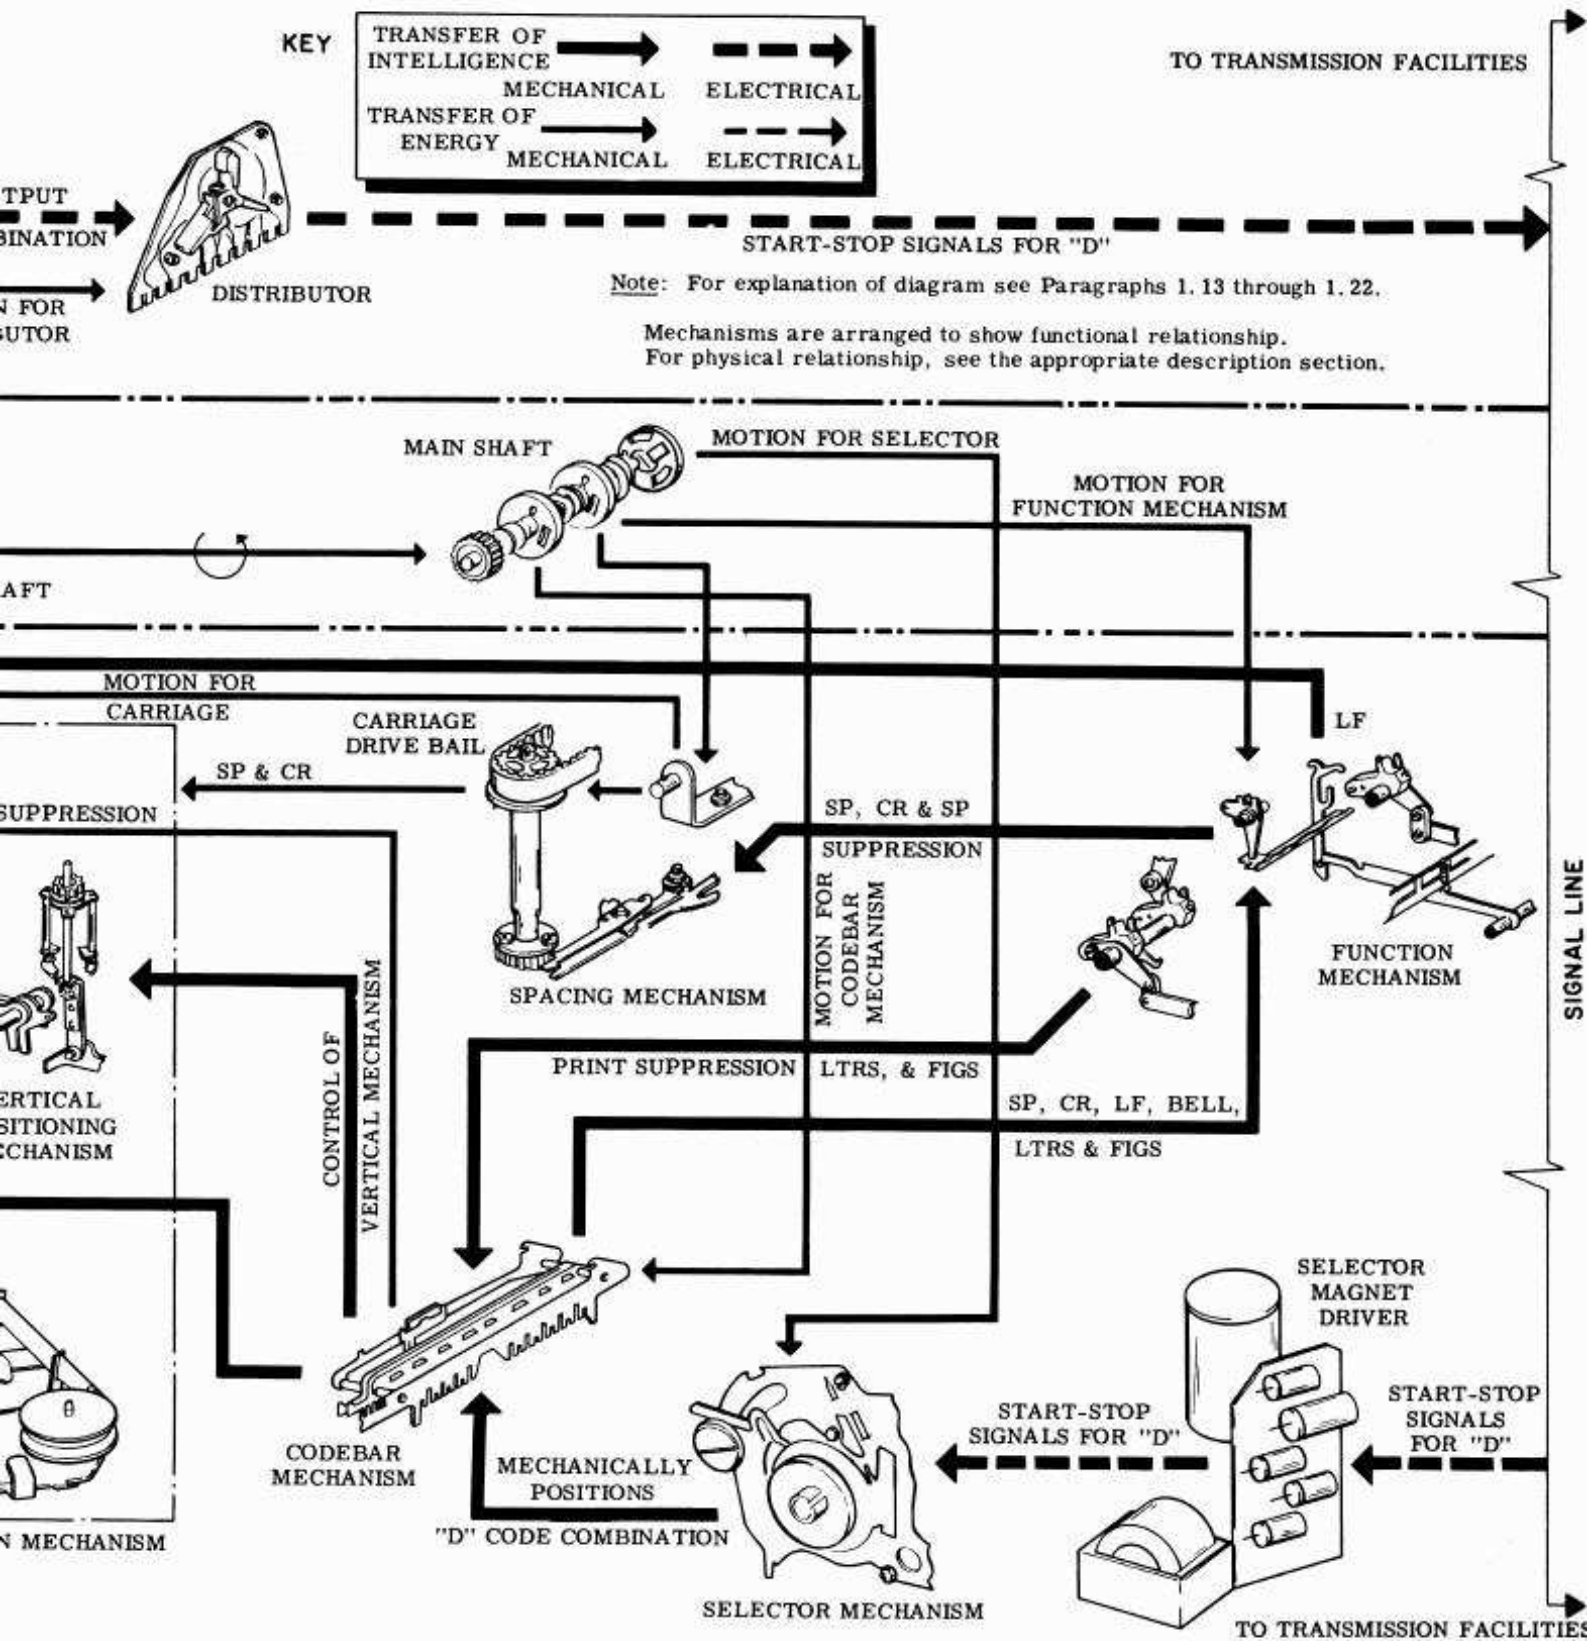 KEY
TRANSFER OF
INTELLIGENCE
MECHANICAL ELECTRICAL
TRANSFER OF
ENERGY
MECHANICAL ELECTRICAL
TO TRANSMISSION FACILITIES
TPUT
BINATION
START-STOP SIGNALS FOR "D"
DISTRIBUTOR
N FOR
BUTOR
Note: For explanation of diagram see Paragraphs 1.13 through 1.22.
Mechanisms are arranged to show functional relationship.
For physical relationship, see the appropriate description section.
MAIN SHAFT
MOTION FOR SELECTOR
MOTION FOR
FUNCTION MECHANISM
AFT
MOTION FOR
CARRIAGE
CARRIAGE
DRIVE BAIL
LF
SP & CR
SUPPRESSION
SP, CR & SP
SUPPRESSION
MOTION FOR
CODEBAR
MECHANISM
FUNCTION
MECHANISM
SIGNAL LINE
SPACING MECHANISM
CONTROL OF
VERTICAL MECHANISM
PRINT SUPPRESSION LTRS, & FIGS
ERTICAL
SITIONING
ECHANISM
SP, CR, LF, BELL,
LTRS & FIGS
SELECTOR
MAGNET
DRIVER
START-STOP
SIGNALS
FOR "D"
START-STOP
SIGNALS FOR "D"
CODEBAR
MECHANISM
MECHANICALLY
POSITIONS
"D" CODE COMBINATION
N MECHANISM
SELECTOR MECHANISM
TO TRANSMISSION FACILITIES